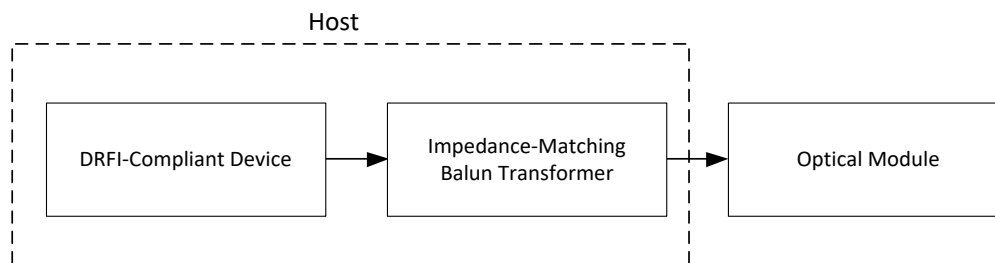 Host
DRFI-Compliant Device
Impedance-Matching
Balun Transformer
Optical Module